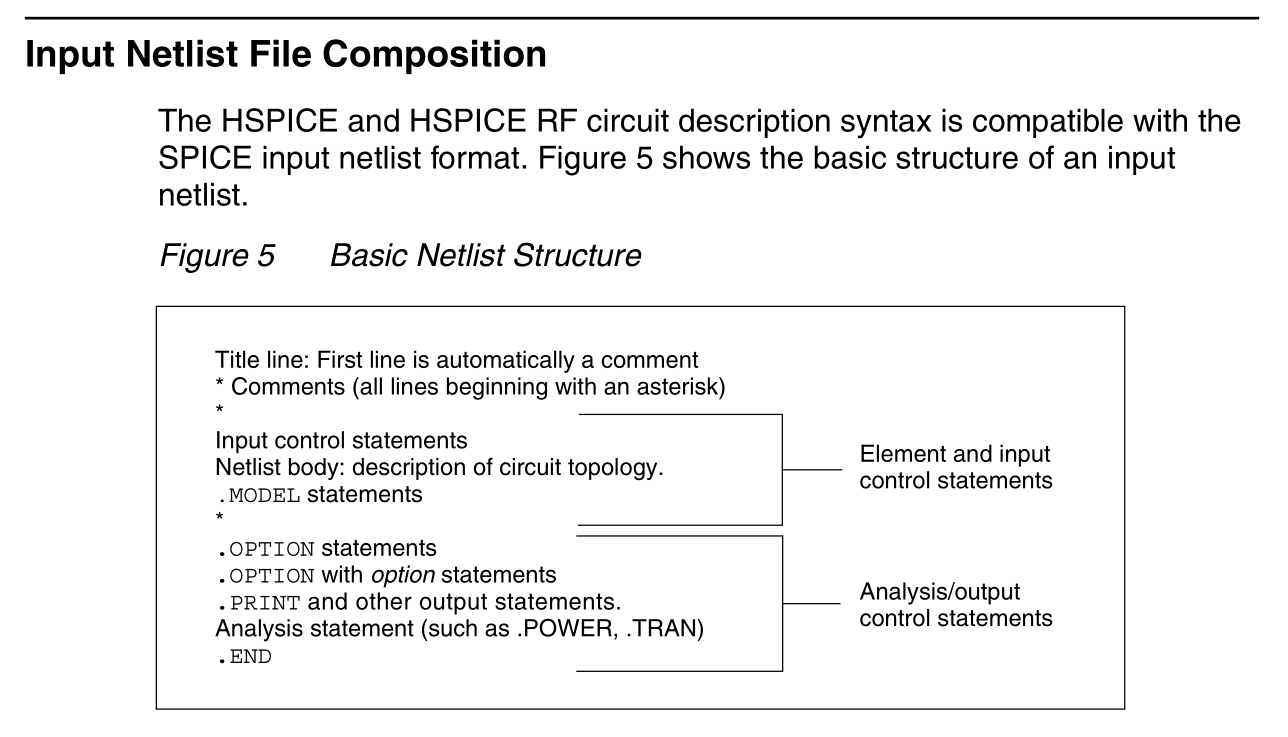 Input Netlist File Composition
The HSPICE and HSPICE RF circuit description syntax is compatible with the
SPICE input netlist format. Figure 5 shows the basic structure of an input
netlist.
Figure 5 Basic Netlist Structure
Title line: First line is automatically a comment
* Comments (all lines beginning with an asterisk)
*
Input control statements
Netlist body: description of circuit topology.
.MODEL statements
*
Element and input
control statements
.OPTION statements
.OPTION with option statements
.PRINT and other output statements.
Analysis statement (such as .POWER, .TRAN)
.END
Analysis/output
control statements